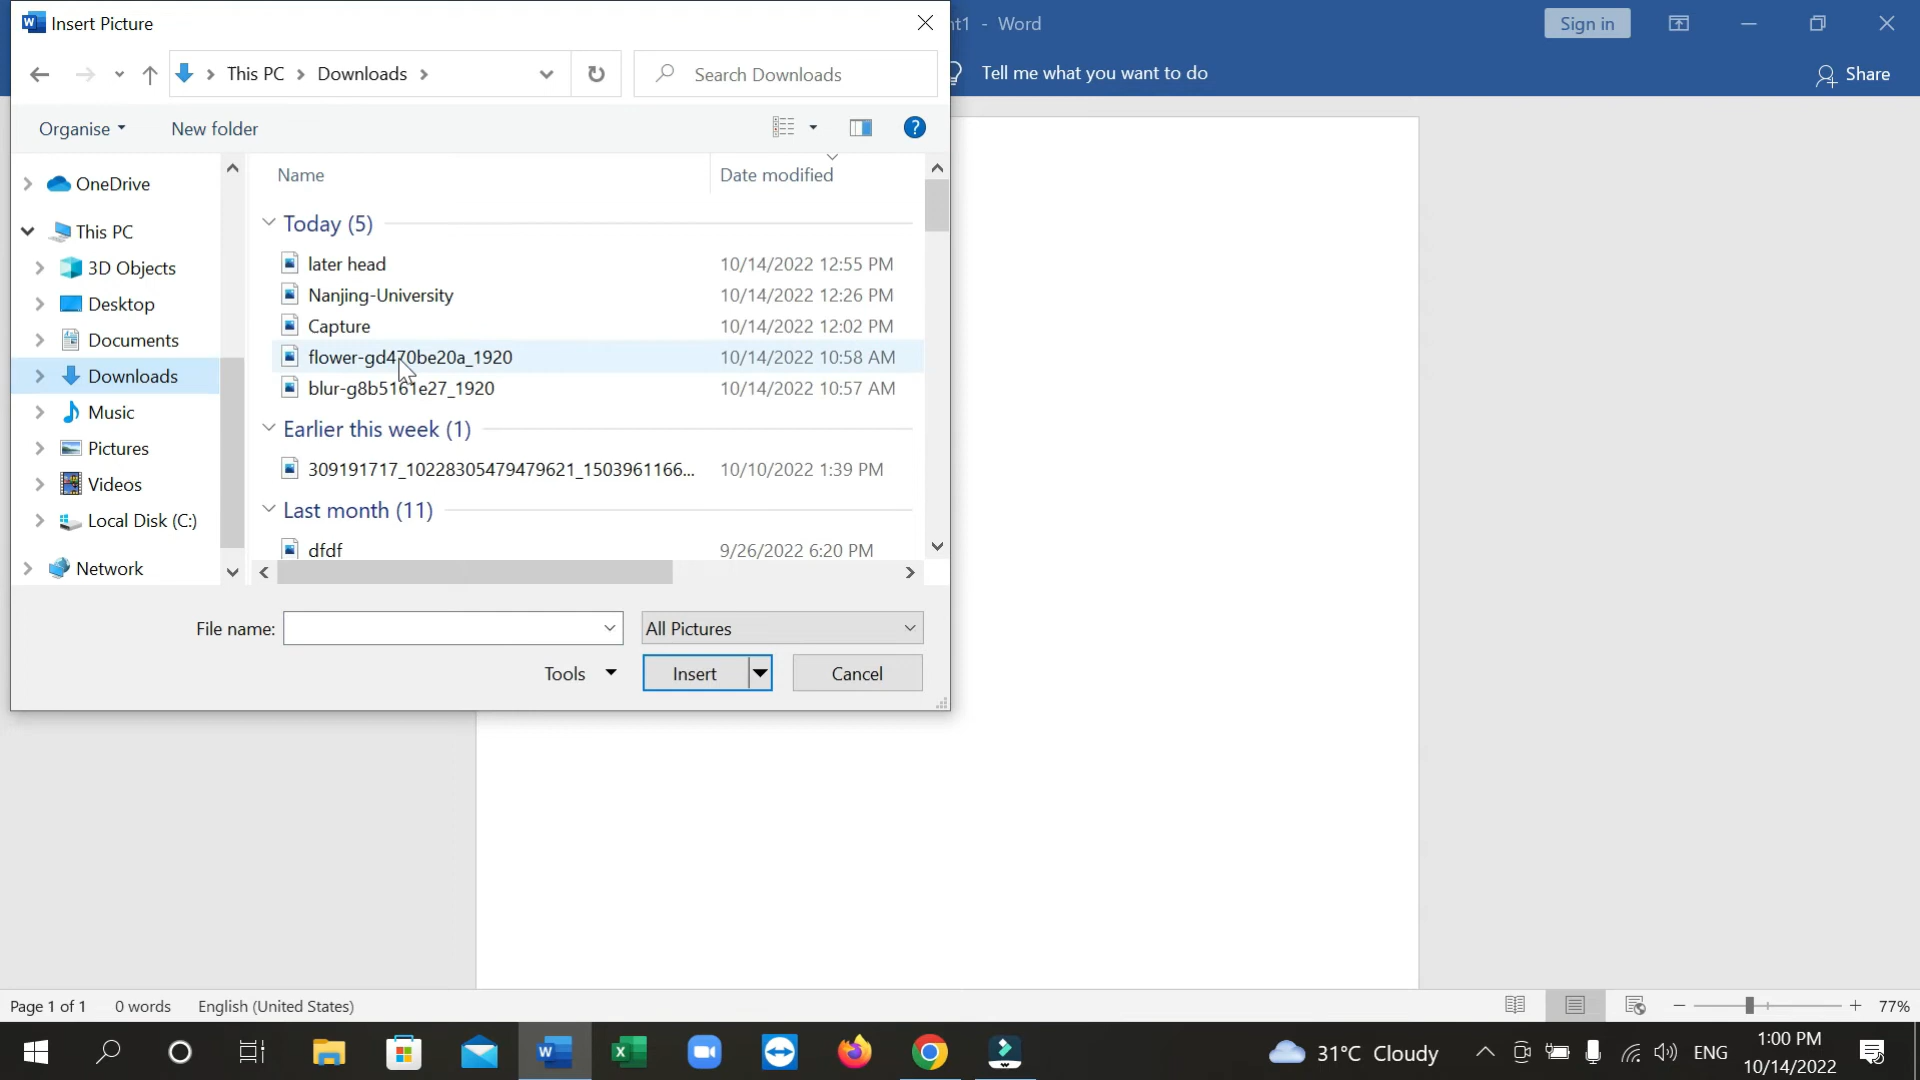 Insert Picture
nt1 - Word
Sign in
This PC
Downloads
Search Downloads
Tell me what you want to do
Share
Organise
New folder
Name
Date modified
OneDrive
This PC
3D Objects
Desktop
Documents
Downloads
Music
Pictures
Videos
Local Disk (C:)
Network
Today (5)
later head 10/14/2022 12:55 PM
Nanjing-University 10/14/2022 12:26 PM
Capture 10/14/2022 12:02 PM
flower-gd470be20a_1920 10/14/2022 10:58 AM
blur-g8b5161e27_1920 10/14/2022 10:57 AM
Earlier this week (1)
309191717_10228305479479621_1503961166... 10/10/2022 1:39 PM
Last month (11)
dfdf 9/26/2022 6:20 PM
File name:
All Pictures
Tools
Insert
Cancel
Page 1 of 1 0 words English (United States)
77%
31°C Cloudy
ENG
1:00 PM
10/14/2022